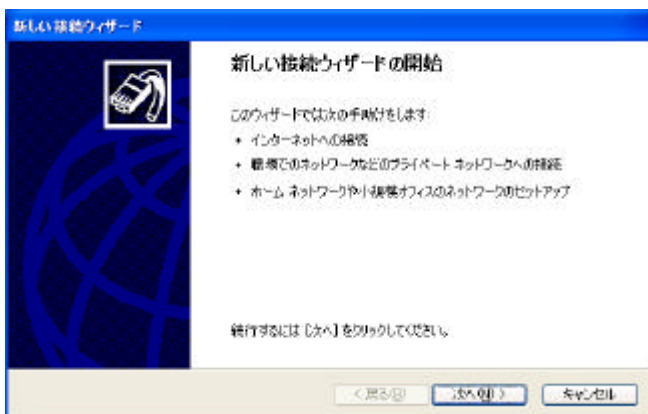 新しい接続ウィザード
新しい接続ウィザードの開始
このウィザードでは次の手助けをします:
• インターネットへの接続
• 職場でのネットワークなどのプライベート ネットワークへの接続
• ホーム ネットワークや小規模オフィスのネットワークのセットアップ
続行するには [次へ] をクリックしてください。
< 戻る(B)
次へ(N) >
キャンセル